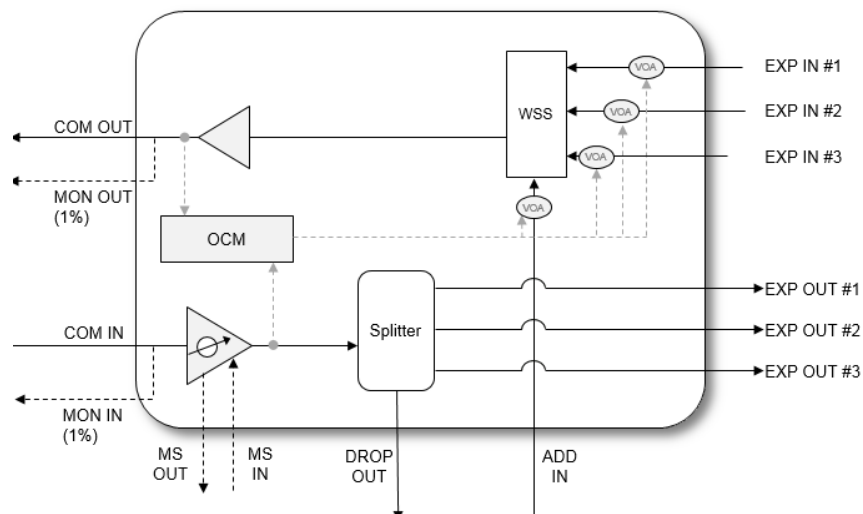 EXP IN #1
VOA
WSS
EXP IN #2
VOA
COM OUT
EXP IN #3
VOA
MON OUT
(1%)
VOA
OCM
EXP OUT #1
COM IN
Splitter
EXP OUT #2
EXP OUT #3
MON IN
(1%)
MS
OUT
MS
IN
DROP
OUT
ADD
IN